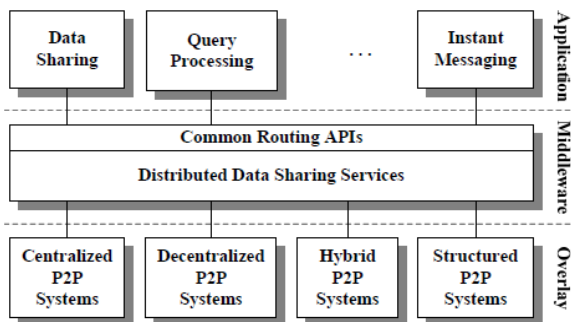 Data
Sharing
Query
Processing
. . .
Instant
Messaging
Application
Common Routing APIs
Distributed Data Sharing Services
Middleware
Centralized
P2P
Systems
Decentralized
P2P
Systems
Hybrid
P2P
Systems
Structured
P2P
Systems
Overlay